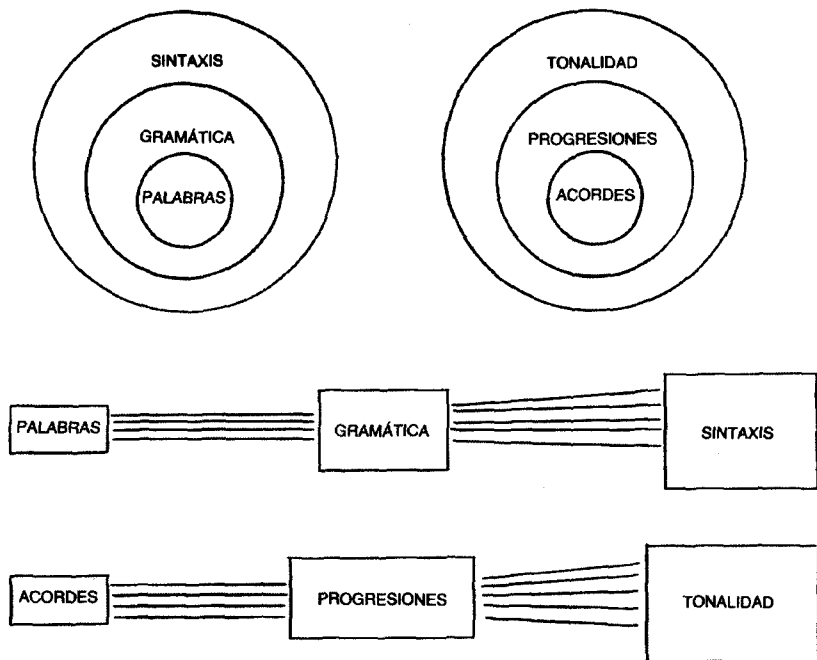 SINTAXIS
GRAMÁTICA
PALABRAS
TONALIDAD
PROGRESIONES
ACORDES
PALABRAS
GRAMÁTICA
SINTAXIS
ACORDES
PROGRESIONES
TONALIDAD